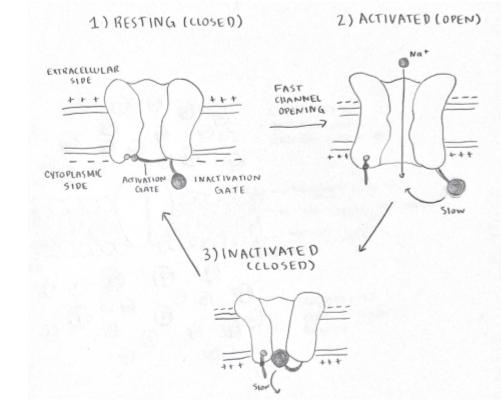 1) RESTING (CLOSED)
2) ACTIVATED (OPEN)
EXTRACELLULAR
SIDE
+ + +
+ + +
CYTOPLASMIC
SIDE
ACTIVATION
GATE
INACTIVATION
GATE
FAST
CHANNEL
OPENING
Na+
+++
+++
Slow
3) INACTIVATED
(CLOSED)
+++
+++
Slow